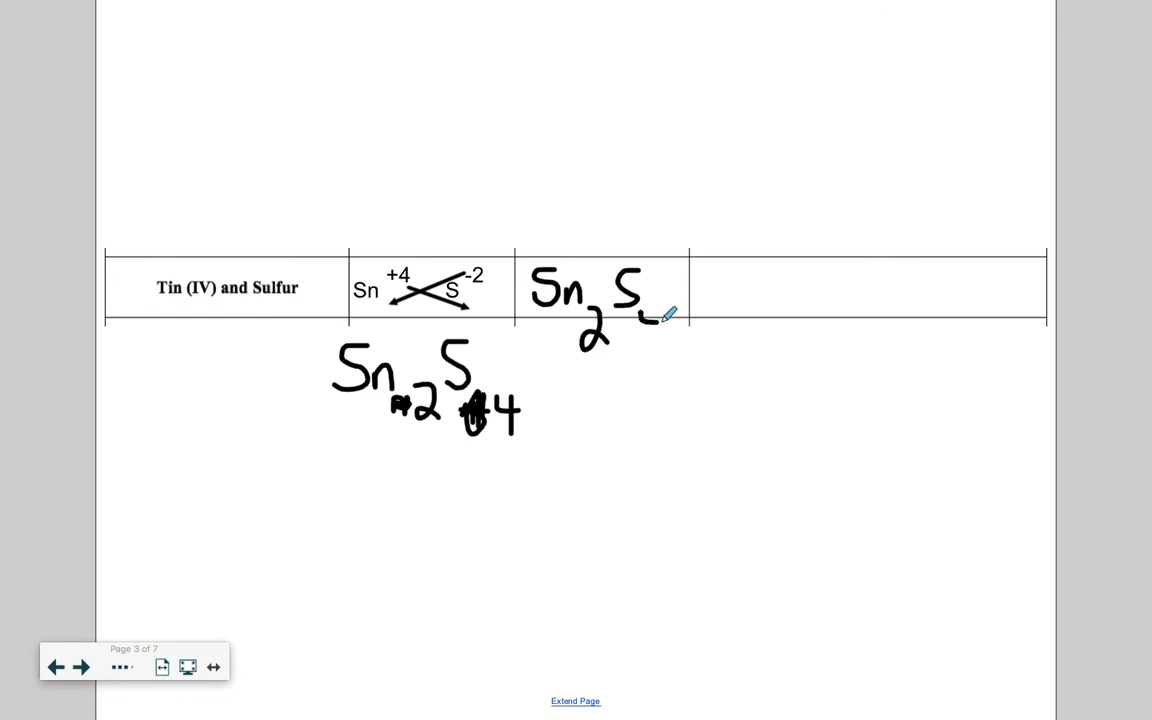 Tin (IV) and Sulfur Sn +4 S -2 Sn2S
Sn2S4
Page 3 of 7
Extend Page